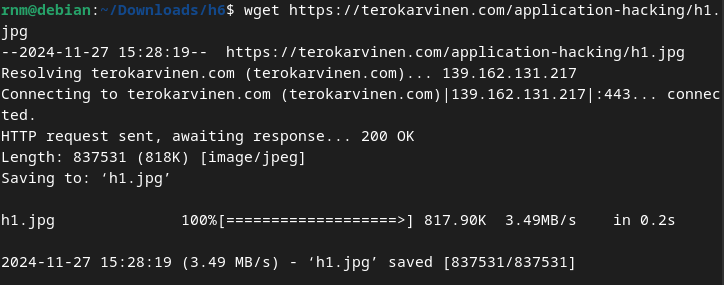 rnm@debian:~/Downloads/h6$ wget https://terokarvinen.com/application-hacking/h1.
jpg
--2024-11-27 15:28:19--  https://terokarvinen.com/application-hacking/h1.jpg
Resolving terokarvinen.com (terokarvinen.com)... 139.162.131.217
Connecting to terokarvinen.com (terokarvinen.com)|139.162.131.217|:443... connec
ted.
HTTP request sent, awaiting response... 200 OK
Length: 837531 (818K) [image/jpeg]
Saving to: ‘h1.jpg’
h1.jpg              100%[===================>] 817.90K  3.49MB/s    in 0.2s
2024-11-27 15:28:19 (3.49 MB/s) - ‘h1.jpg’ saved [837531/837531]